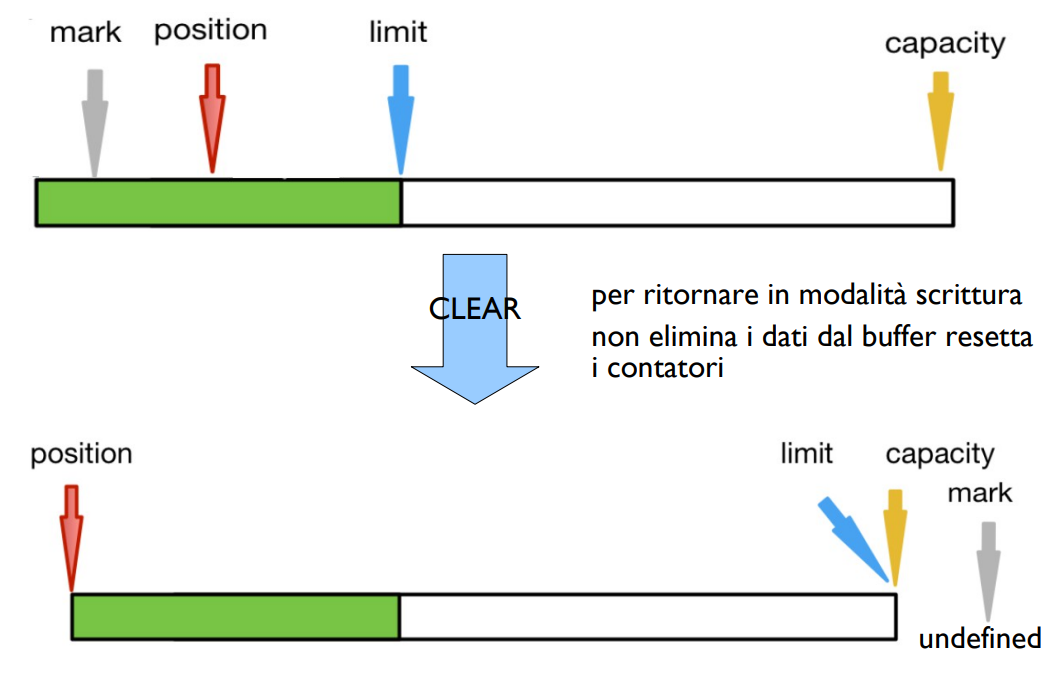 mark position limit capacity
CLEAR
per ritornare in modalità scrittura
non elimina i dati dal buffer resetta
i contatori
position limit capacity
mark
undefined